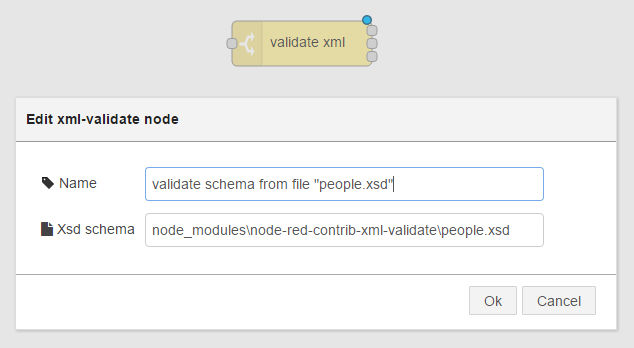 validate xml
Edit xml-validate node
Name validate schema from file "people.xsd"
Xsd schema node_modules\node-red-contrib-xml-validate\people.xsd
Ok Cancel